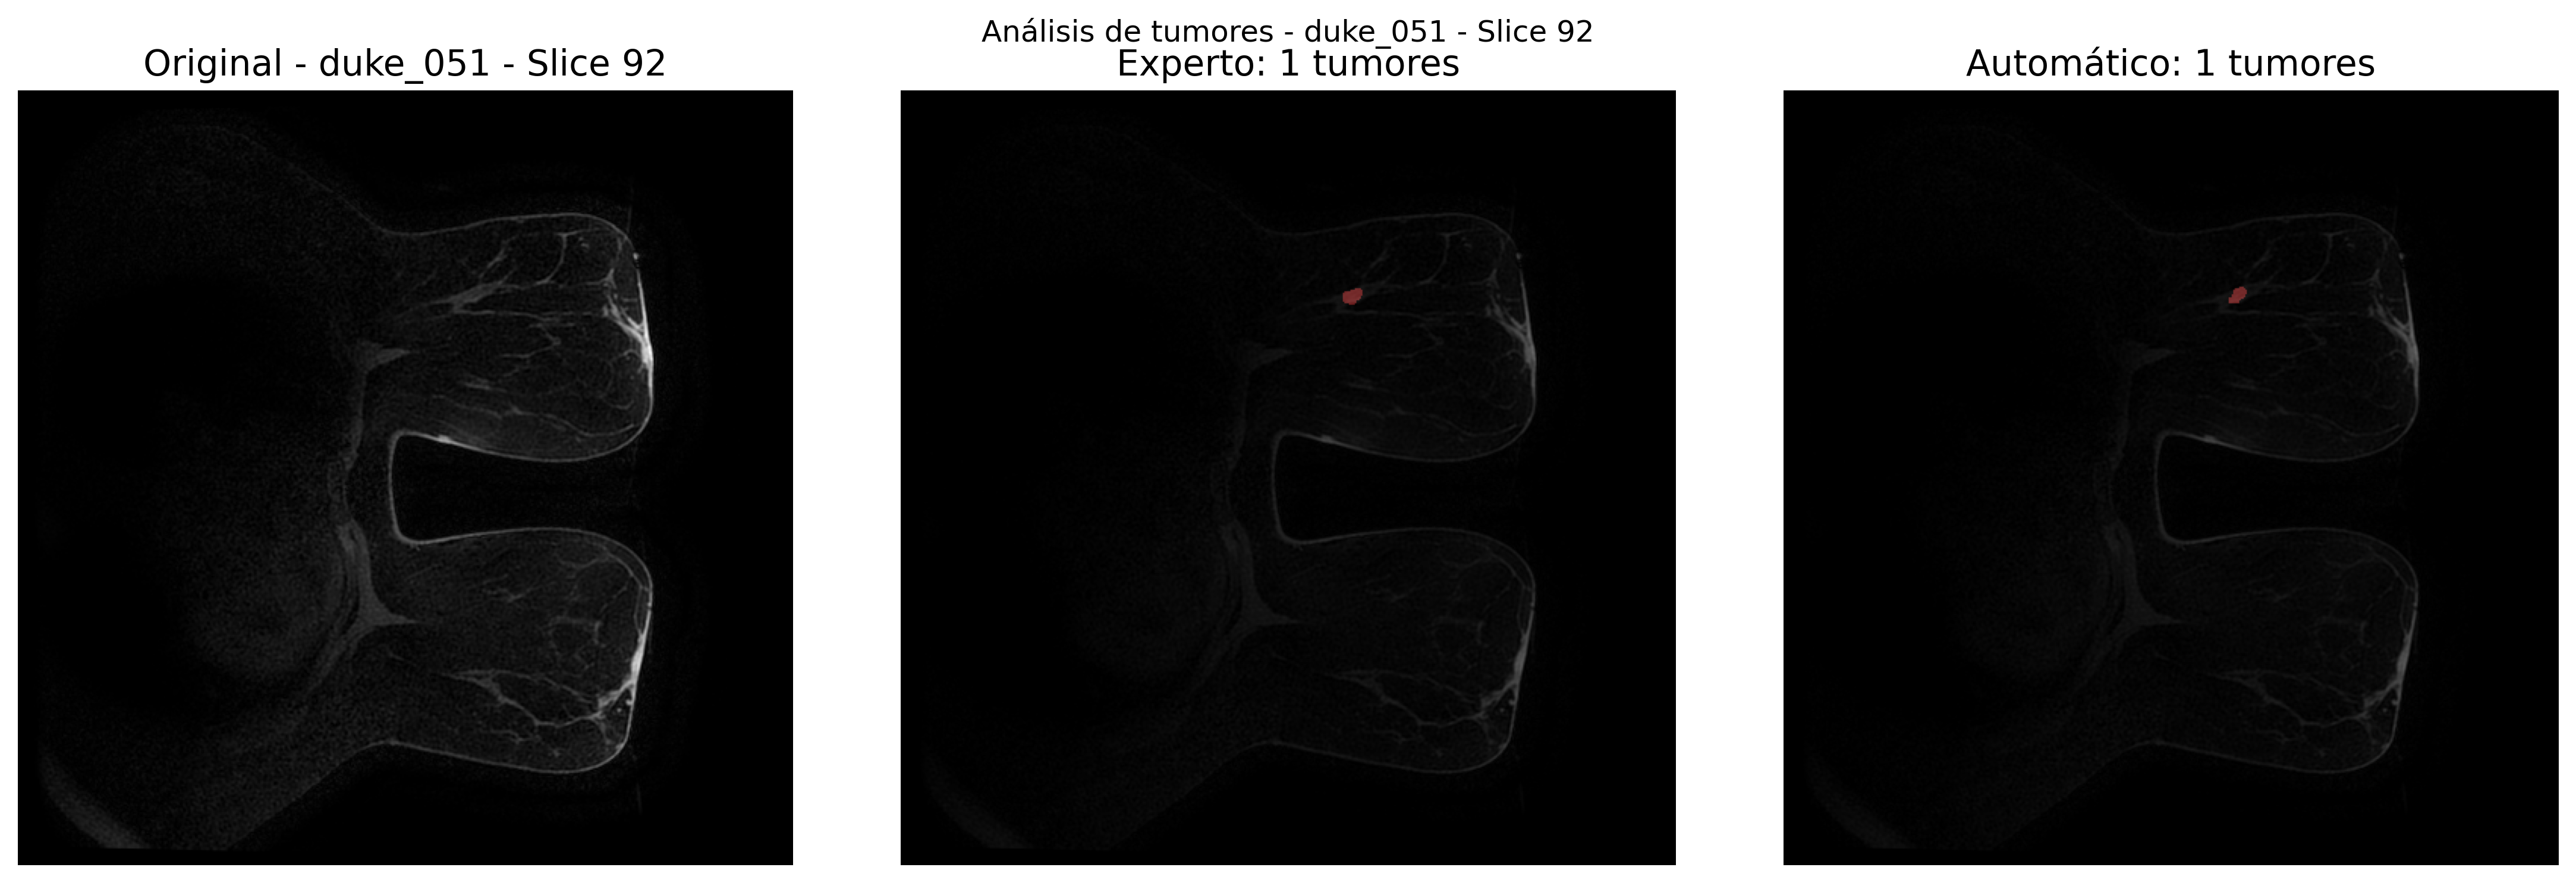 Análisis de tumores - duke_051 - Slice 92
Original - duke_051 - Slice 92
Experto: 1 tumores
Automático: 1 tumores